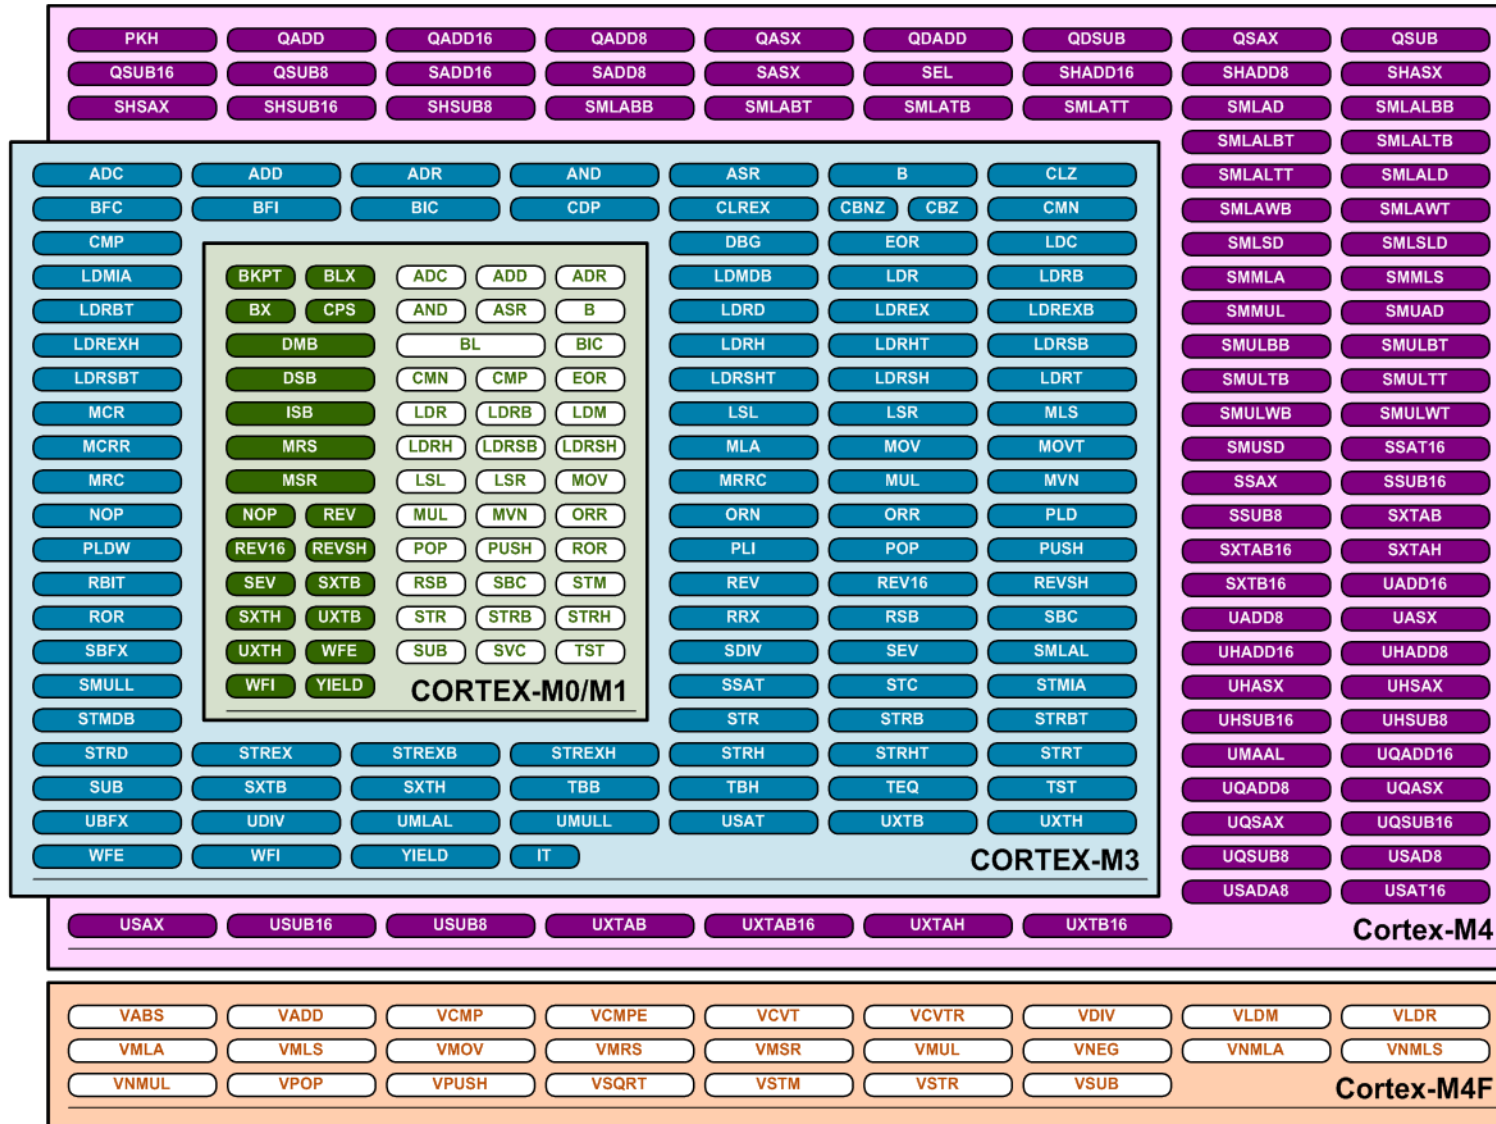 PKH QADD QADD16 QADD8 QASX QDADD QDSUB QSAX QSUB
QSUB16 QSUB8 SADD16 SADD8 SASX SEL SHADD16 SHADD8 SHASX
SHSAX SHSUB16 SHSUB8 SMLABB SMLABT SMLATB SMLATT SMLAD SMLALBB
SMLALBT SMLALTB
ADC ADD ADR AND ASR B CLZ SMLALTT SMLALD
BFC BFI BIC CDP CLREX CBNZ CBZ CMN SMLAWB SMLAWT
CMP DBG EOR LDC SMLSD SMLSLD
LDMIA BKPT BLX ADC ADD ADR LDMDB LDR LDRB SMMLA SMMLS
LDRBT BX CPS AND ASR B LDRD LDREX LDREXB SMMUL SMUAD
LDREXH DMB BL BIC LDRH LDRHT LDRSB SMULBB SMULBT
LDRSBT DSB CMN CMP EOR LDRSHT LDRSH LDRT SMULTB SMULTT
MCR ISB LDR LDRB LDM LSL LSR MLS SMULWB SMULWT
MCRR MRS LDRH LDRSB LDRSH MLA MOV MOVT SMUSD SSAT16
MRC MSR LSL LSR MOV MRRC MUL MVN SSAX SSUB16
NOP NOP REV MUL MVN ORR ORN ORR PLD SSUB8 SXTAB
PLDW REV16 REVSH POP PUSH ROR PLI POP PUSH SXTAB16 SXTAH
RBIT SEV SXTB RSB SBC STM REV REV16 REVSH SXTB16 UADD16
ROR SXTH UXTB STR STRB STRH RRX RSB SBC UADD8 UASX
SBFX UXTH WFE SUB SVC TST SDIV SEV SMLAL UHADD16 UHADD8
SMULL WFI YIELD CORTEX-M0/M1 SSAT STC STMIA UHASX UHSAX
STMDB STR STRB STRBT UHSUB16 UHSUB8
STRD STREX STREXB STREXH STRH STRHT STRT UMAAL UQADD16
SUB SXTB SXTH TBB TBH TEQ TST UQADD8 UQASX
UBFX UDIV UMLAL UMULL USAT UXTB UXTH UQSAX UQSUB16
WFE WFI YIELD IT CORTEX-M3 UQSUB8 USAD8
USADA8 USAT16
USAX USUB16 USUB8 UXTAB UXTAB16 UXTAH UXTB16 Cortex-M4
VABS VADD VCMP VCMPE VCVT VCVTR VDIV VLDM VLDR
VMLA VMLS VMOV VMRS VMSR VMUL VNEG VNMLA VNMLS
VNMUL VPOP VPUSH VSQRT VSTM VSTR VSUB Cortex-M4F